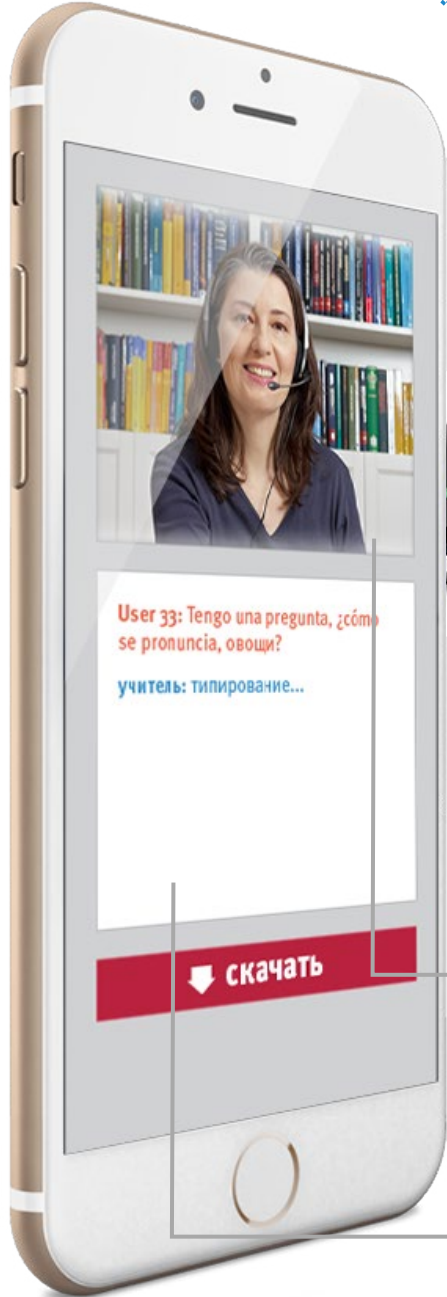 User 33: Tengo una pregunta, ¿cómo
se pronuncia, овощи?
учитель: типирование...
скачать